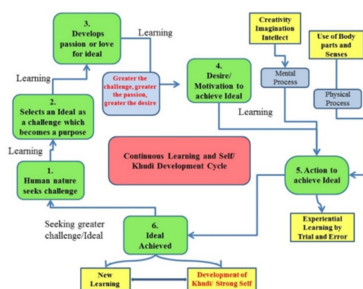 3.
Develops
passion or love
for ideal
Learning
Creativity
Imagination
Intellect
Use of Body
parts and
Senses
Learning
Greater the
challenge, greater
the passion,
greater the desire
4.
Desire/
Motivation to
achieve Ideal
Mental
Process
Physical
Process
2.
Selects an Ideal as
a challenge which
becomes a purpose
Learning
Learning
Continuous Learning and Self/
Khudi Development Cycle
1.
Human nature
seeks challenge
5. Action to
achieve Ideal
Seeking greater
challenge/Ideal
6.
Ideal
Achieved
Experiential
Learning by
Trial and Error
New
Learning
Development of
Khudi/ Strong Self